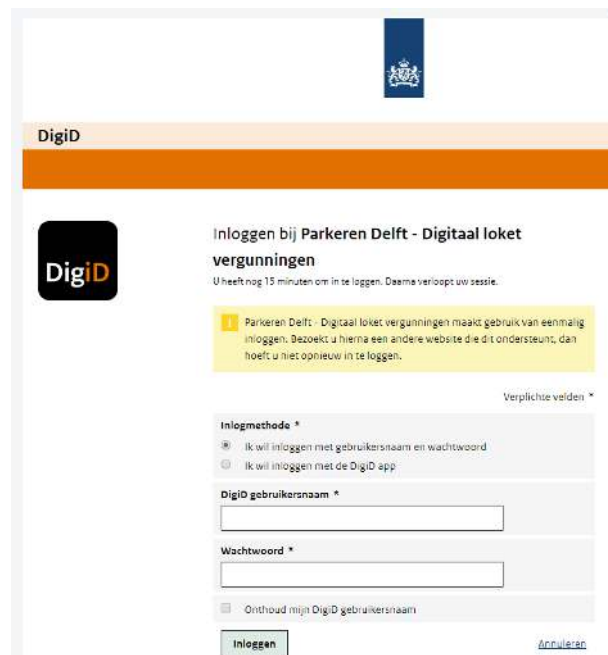 DigiD
DigiD
Inloggen bij Parkeren Delft - Digitaal loket
vergunningen
U heeft nog 15 minuten om in te loggen. Daarna verloopt uw sessie.
Parkeren Delft - Digitaal loket vergunningen maakt gebruik van eenmalig
inloggen. Bezoekt u hierna een andere website die dit ondersteunt, dan
hoeft u niet opnieuw in te loggen.
Verplichte velden *
Inlogmethode *
Ik wil inloggen met gebruikersnaam en wachtwoord
Ik wil inloggen met de DigiD app
DigiD gebruikersnaam *
Wachtwoord *
Onthoud mijn DigiD gebruikersnaam
Inloggen
Annuleren